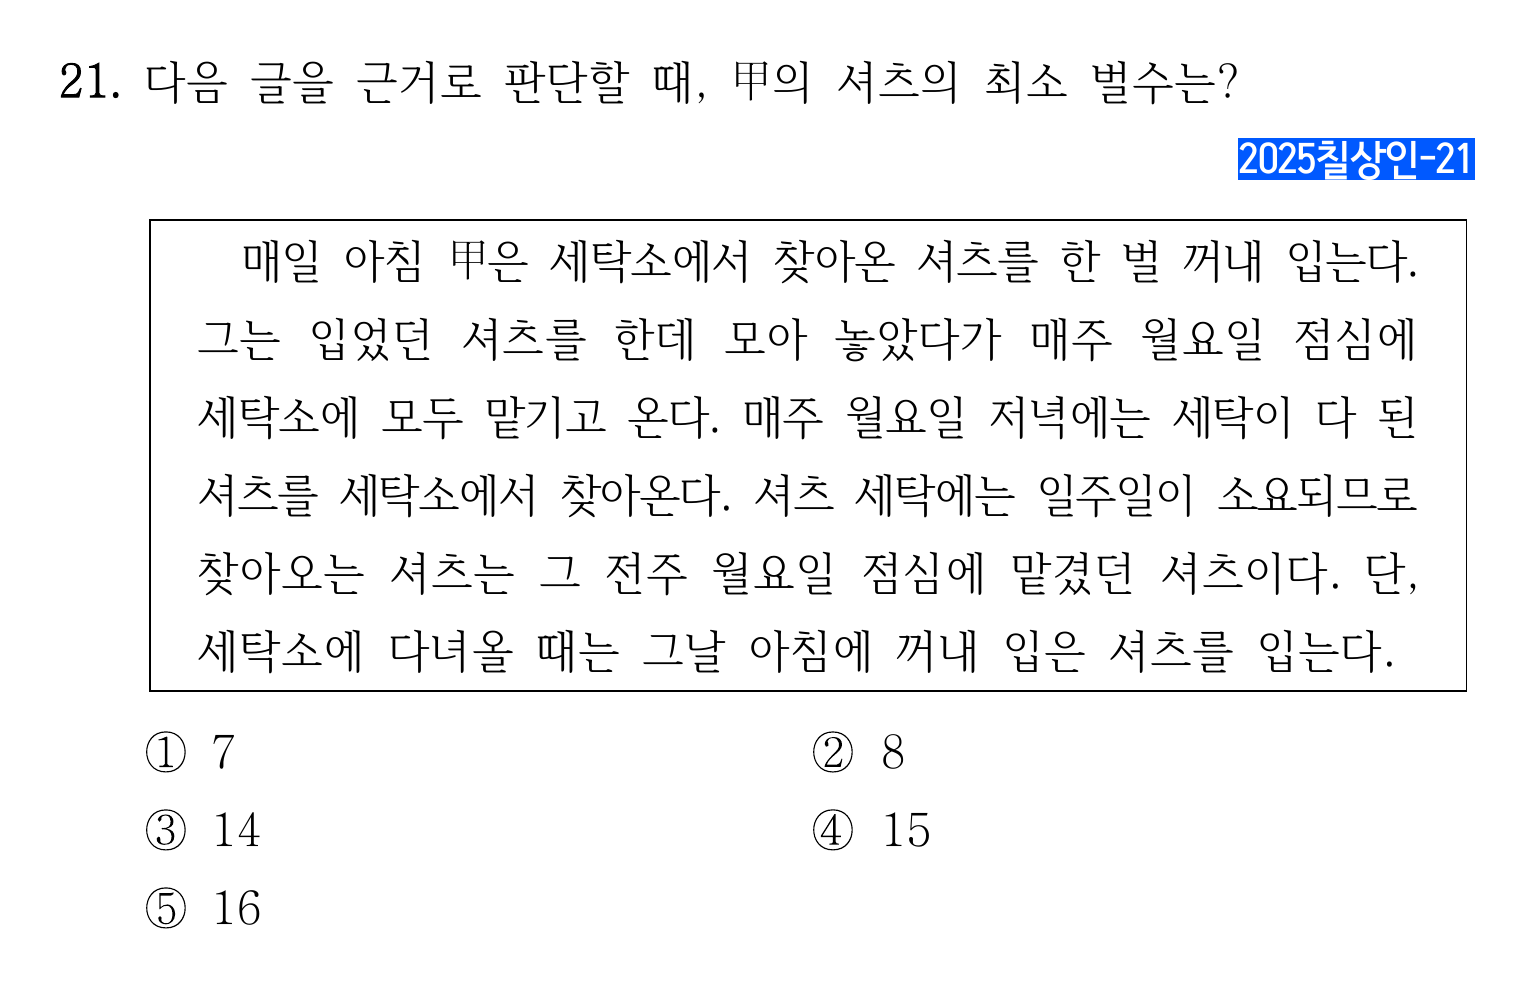 21. 다음 글을 근거로 판단할 때, 甲의 셔츠의 최소 벌수는?
2025칠상인-21
매일 아침 甲은 세탁소에서 찾아온 셔츠를 한 벌 꺼내 입는다.
그는 입었던 셔츠를 한데 모아 놓았다가 매주 월요일 점심에
세탁소에 모두 맡기고 온다. 매주 월요일 저녁에는 세탁이 다 된
셔츠를 세탁소에서 찾아온다. 셔츠 세탁에는 일주일이 소요되므로
찾아오는 셔츠는 그 전주 월요일 점심에 맡겼던 셔츠이다. 단,
세탁소에 다녀올 때는 그날 아침에 꺼내 입은 셔츠를 입는다.
① 7 ② 8
③ 14 ④ 15
⑤ 16